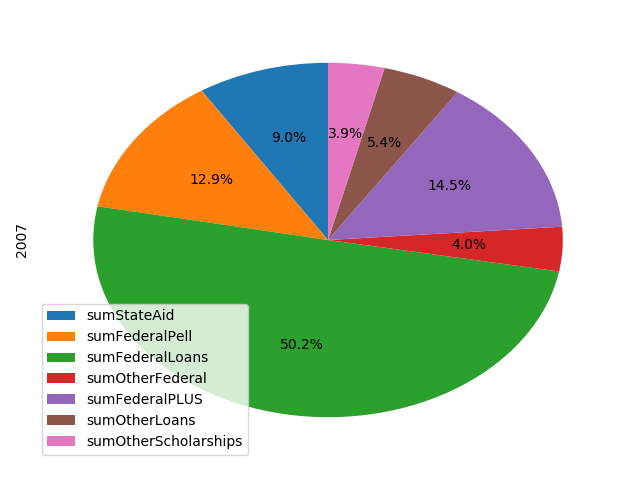 3.9%
5.4%
9.0%
12.9%
14.5%
4.0%
50.2%
2007
sumStateAid
sumFederalPell
sumFederalLoans
sumOtherFederal
sumFederalPLUS
sumOtherLoans
sumOtherScholarships